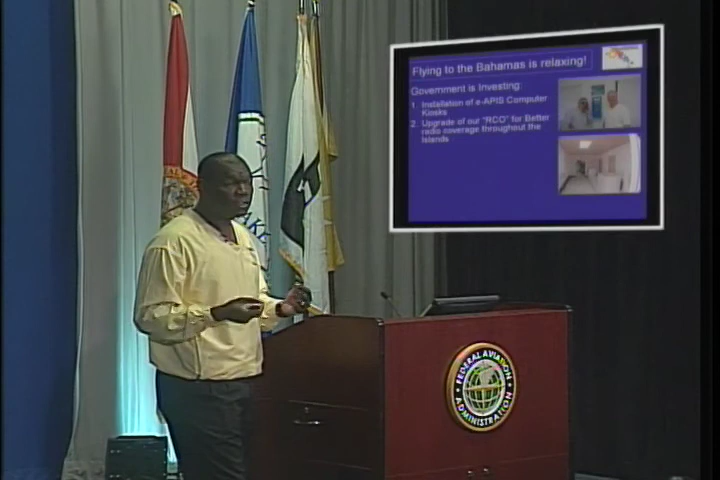 Flying to the Bahamas is relaxing!
Government is Investing:
1. Installation of e-APIS Computer
Kiosks
2. Upgrade of our "RCO" for Better
radio coverage throughout the
Islands
FEDERAL AVIATION
ADMINISTRATION